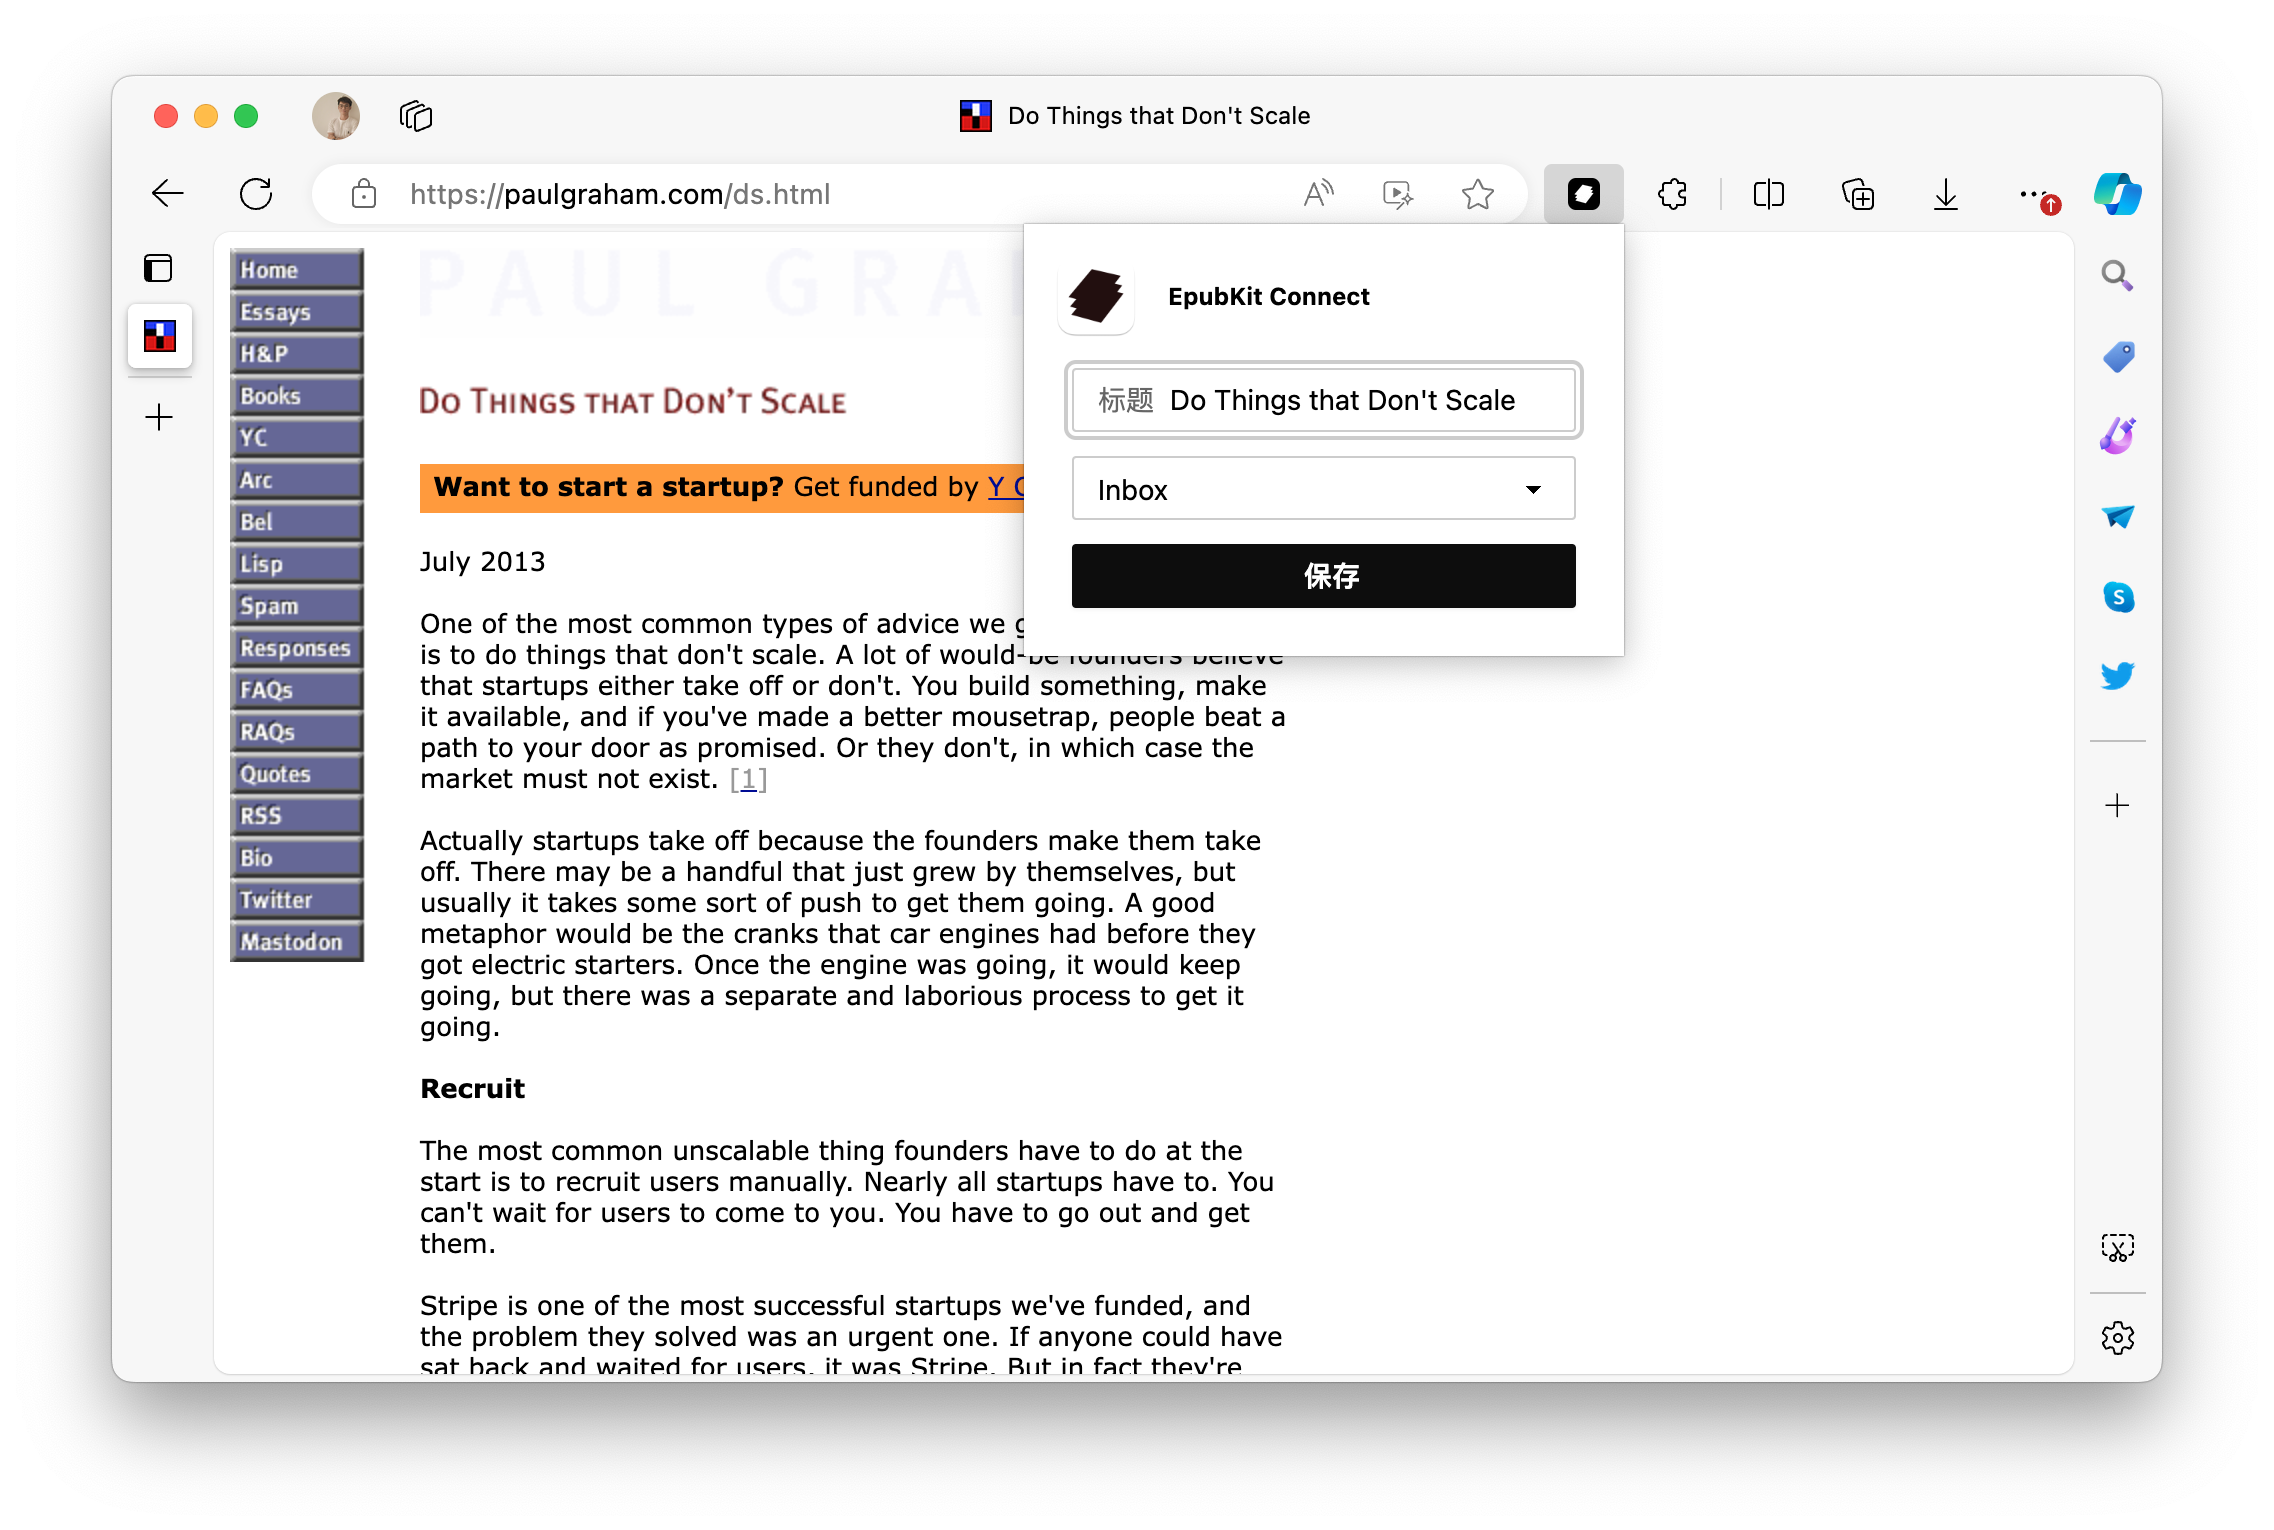 Do Things that Don't Scale
https://paulgraham.com/ds.html
Home
Essays
H&P
Books
YC
Arc
Bel
Lisp
Spam
Responses
FAQs
RAQs
Quotes
RSS
Bio
Twitter
Mastodon
PAUL GRA
DO THINGS THAT DON'T SCALE
Want to start a startup? Get funded by Y
July 2013
One of the most common types of advice we
is to do things that don't scale. A lot of would-be founders believe
that startups either take off or don't. You build something, make
it available, and if you've made a better mousetrap, people beat a
path to your door as promised. Or they don't, in which case the
market must not exist. [1]
Actually startups take off because the founders make them take
off. There may be a handful that just grew by themselves, but
usually it takes some sort of push to get them going. A good
metaphor would be the cranks that car engines had before they
got electric starters. Once the engine was going, it would keep
going, but there was a separate and laborious process to get it
going.
Recruit
The most common unscalable thing founders have to do at the
start is to recruit users manually. Nearly all startups have to. You
can't wait for users to come to you. You have to go out and get
them.
Stripe is one of the most successful startups we've funded, and
the problem they solved was an urgent one. If anyone could have
sat back and waited for users, it was Stripe. But in fact they're
EpubKit Connect
标题 Do Things that Don't Scale
Inbox
保存